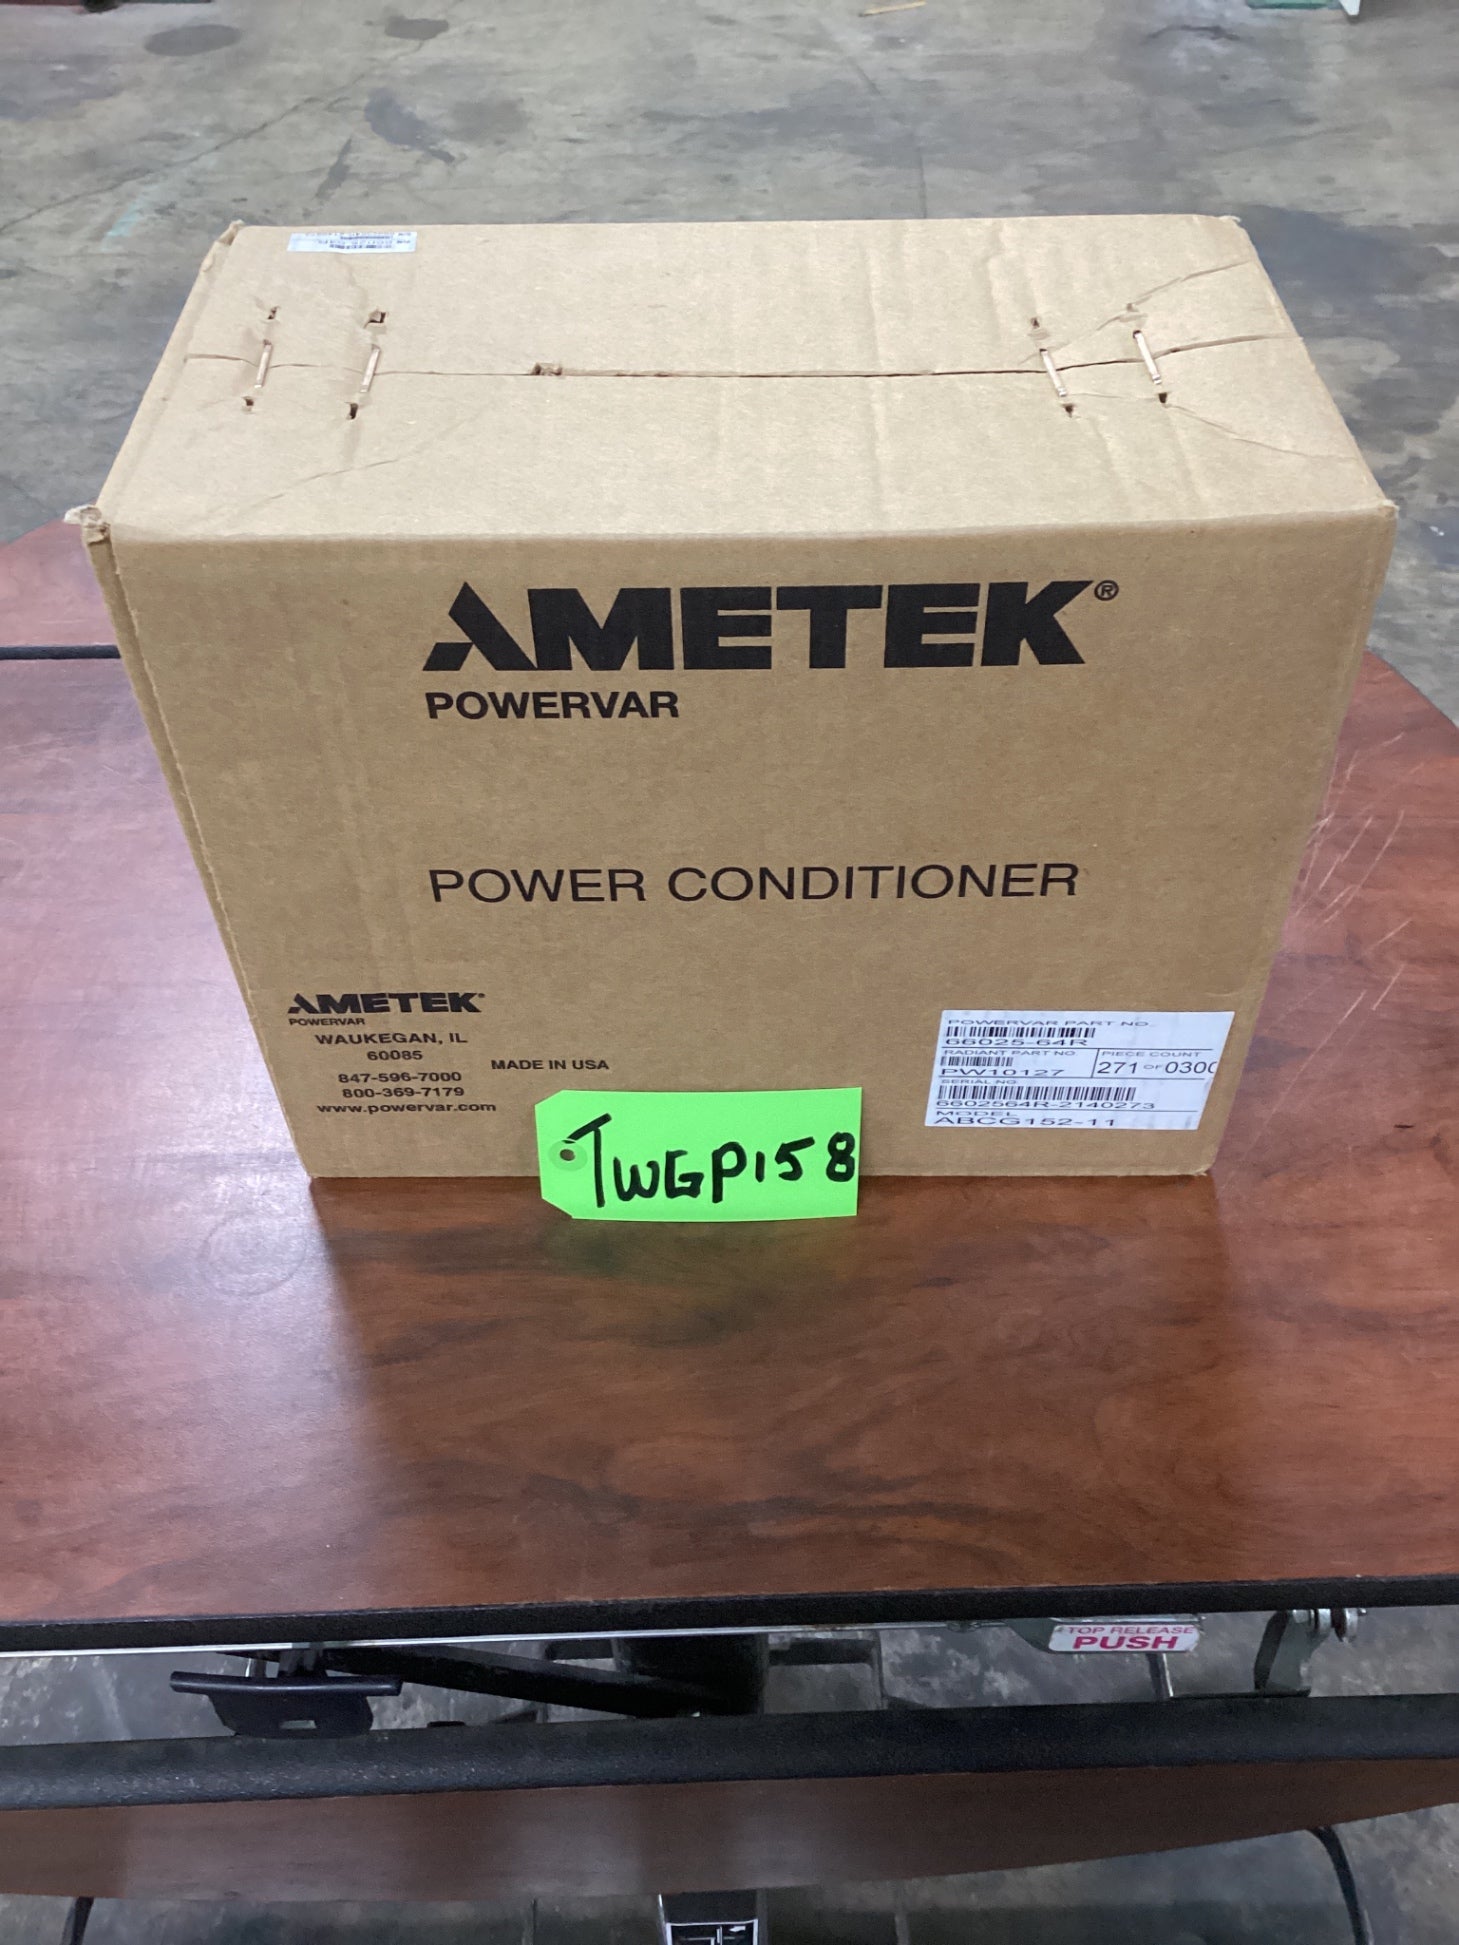 AMETEK®
POWERVAR
POWER CONDITIONER
AMETEK®
POWERVAR
WAUKEGAN, IL
60085
847-596-7000
800-369-7179
www.powervar.com
MADE IN USA
POWERVAR PART NO.
66025-64R
RADIANT PART NO
PW10127
PIECE COUNT
271 OF 0300
SERIAL NO.
6602564R-2140273
MODEL
ABCG152-11
TWGP158
TOP RELEASE
PUSH